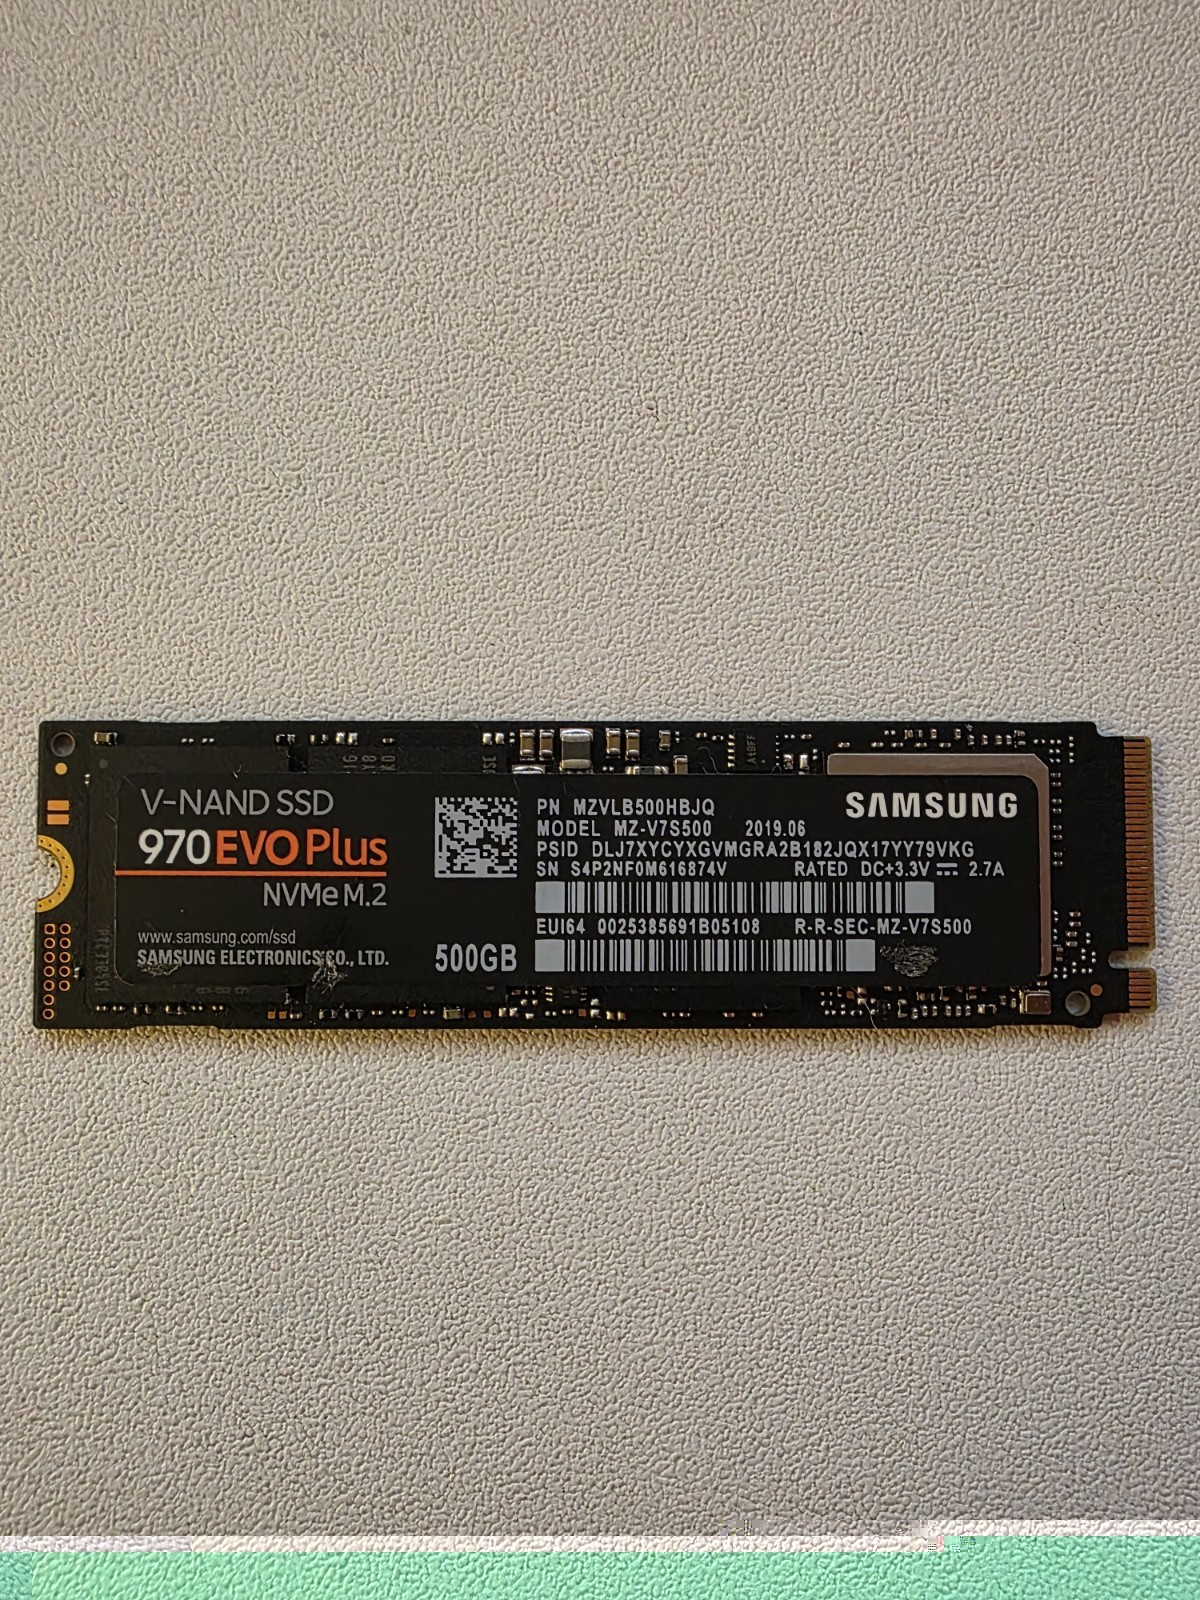 V-NAND SSD
970 EVO Plus
NVMe M.2
www.samsung.com/ssd
SAMSUNG ELECTRONICS CO., LTD.
500GB
PN MZVLB500HBJQ
MODEL MZ-V7S500 2019.06
PSID DLJ7XYCYXGVMGRA2B182JQX17YY79VKG
SN S4P2NF0M616874V RATED DC+3.3V 2.7A
EUI64 0025385691B05108 R-R-SEC-MZ-V7S500
SAMSUNG